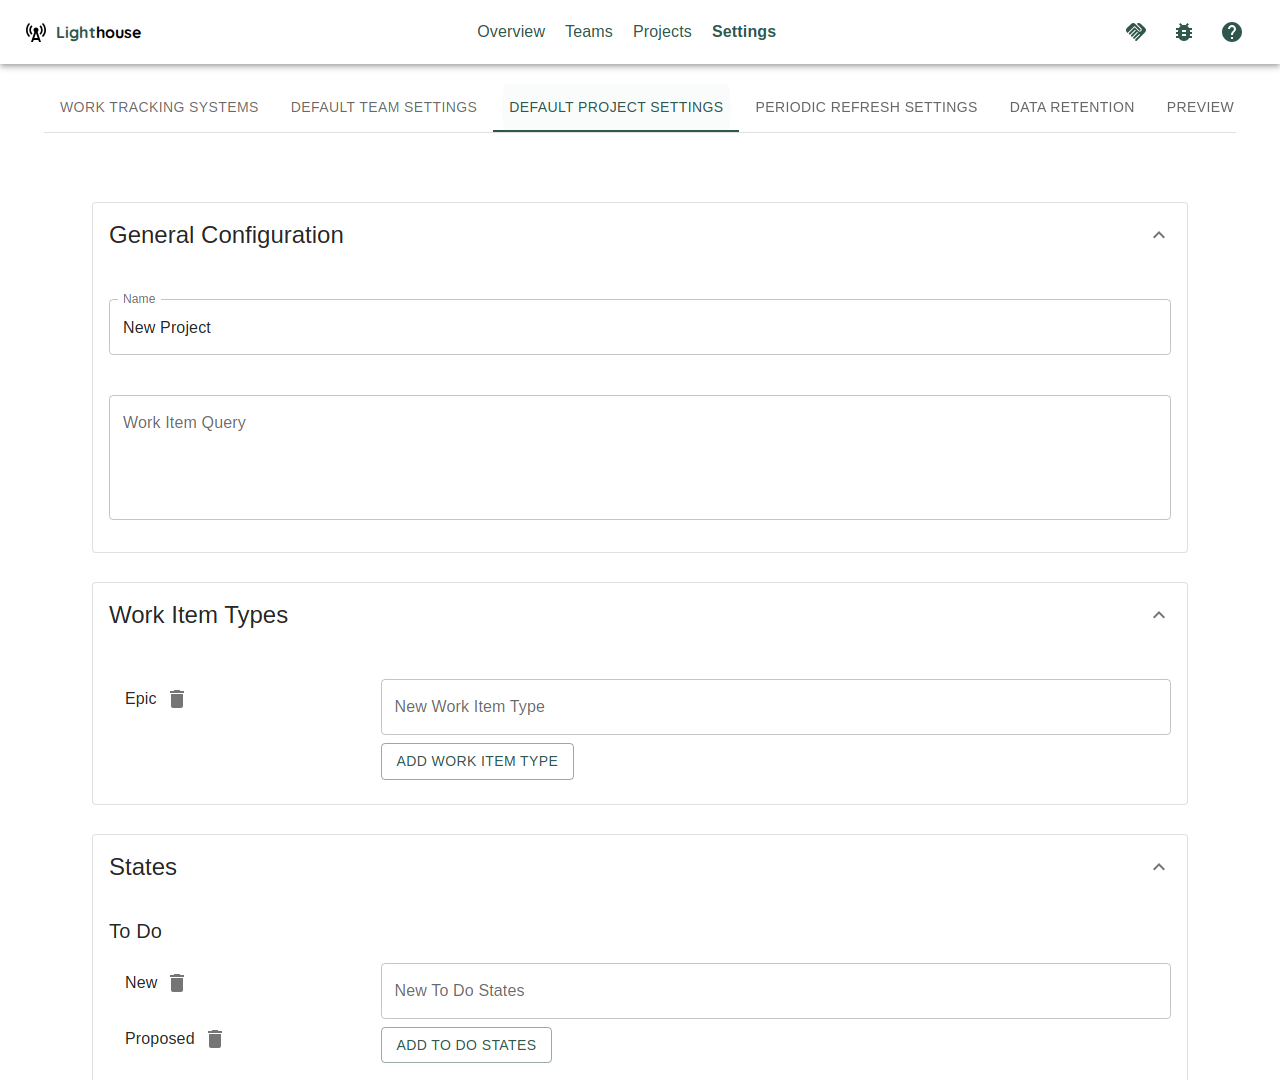 Lighthouse
Overview Teams Projects Settings
WORK TRACKING SYSTEMS DEFAULT TEAM SETTINGS DEFAULT PROJECT SETTINGS PERIODIC REFRESH SETTINGS DATA RETENTION PREVIEW
General Configuration
Name
New Project
Work Item Query
Work Item Types
Epic
New Work Item Type
ADD WORK ITEM TYPE
States
To Do
New
New To Do States
Proposed
ADD TO DO STATES